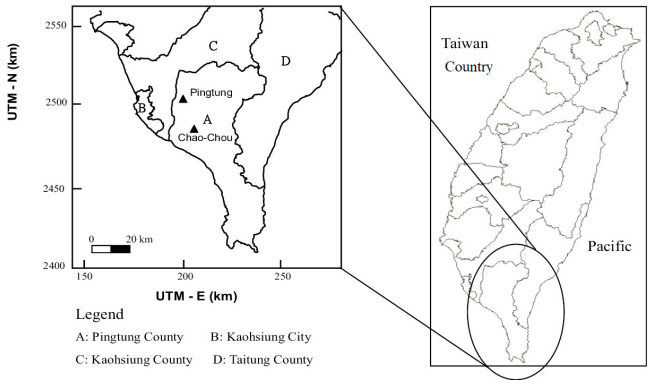 2550
2500
2450
2400
UTM - N (km)
C
D
B
Pingtung
A
Chao-Chou
0 20 km
150 200 250
UTM - E (km)
Legend
A: Pingtung County B: Kaohsiung City
C: Kaohsiung County D: Taitung County
Taiwan
Country
Pacific